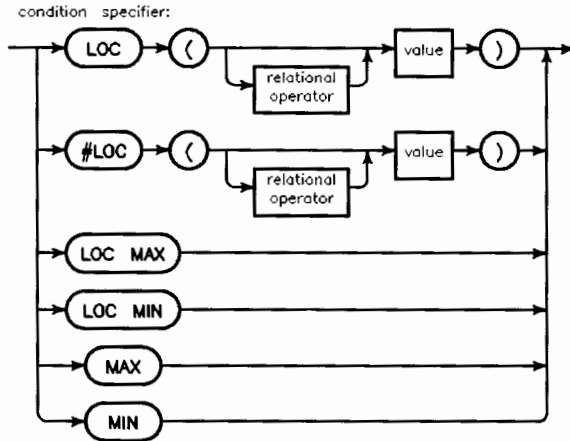 condition specifier:
LOC ( value )
relational
operator
#LOC ( value )
relational
operator
LOC MAX
LOC MIN
MAX
MIN